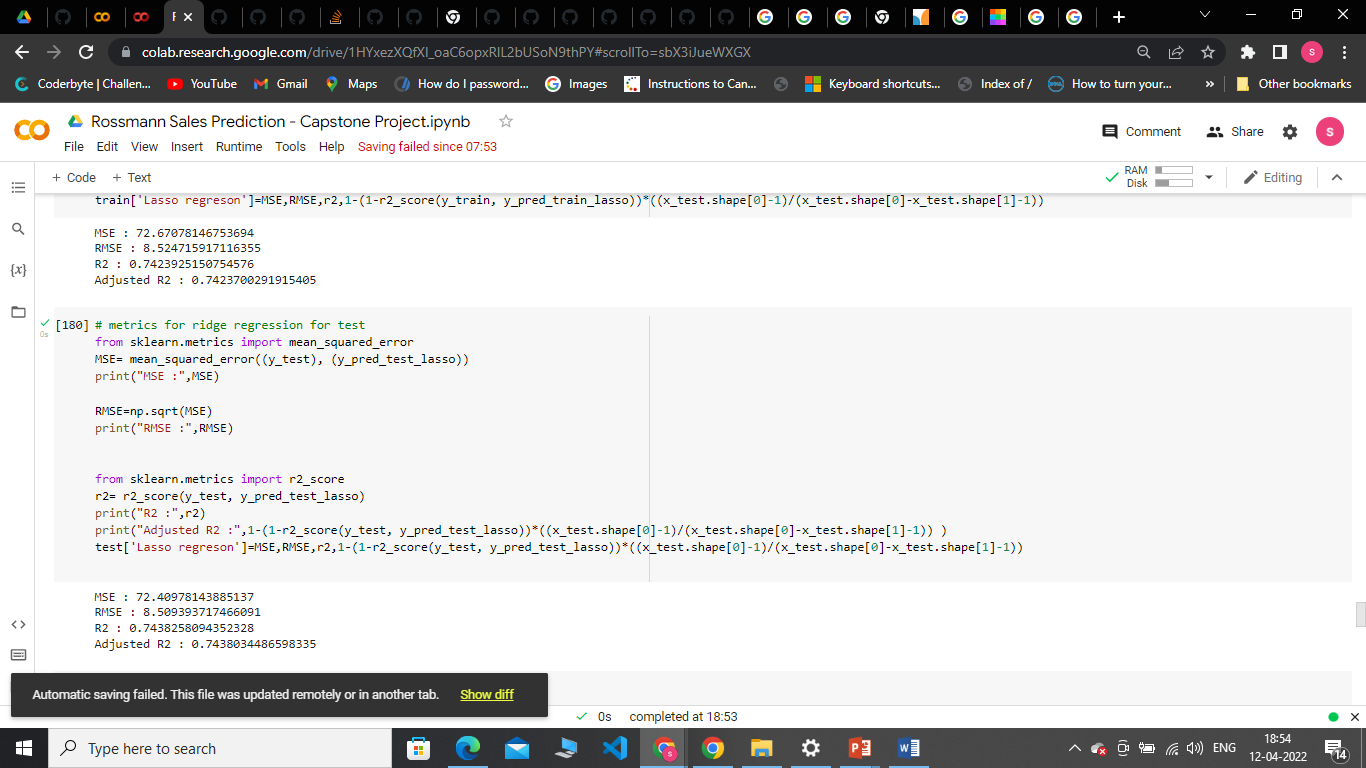 F
colab.research.google.com/drive/1HYxezXQfXI_oaC6opxRlL2bUSoN9thPY#scrollTo=sbX3iJueWXGX
S
Coderbyte | Challen...
YouTube
Gmail
Maps
How do I password...
Images
Instructions to Can...
Keyboard shortcuts...
Index of /
How to turn your...
»
Other bookmarks
Rossmann Sales Prediction - Capstone Project.ipynb
Comment
Share
S
File Edit View Insert Runtime Tools Help Saving failed since 07:53
+ Code + Text
RAM
Disk
Editing
train['Lasso regreson']=MSE,RMSE,r2,1-(1-r2_score(y_train, y_pred_train_lasso))*((x_test.shape[0]-1)/(x_test.shape[0]-x_test.shape[1]-1))
MSE : 72.67078146753694
RMSE : 8.524715917116355
R2 : 0.7423925150754576
Adjusted R2 : 0.7423700291915405
{x}
0s
[180] # metrics for ridge regression for test
from sklearn.metrics import mean_squared_error
MSE= mean_squared_error((y_test), (y_pred_test_lasso))
print("MSE :",MSE)
RMSE=np.sqrt(MSE)
print("RMSE :",RMSE)
from sklearn.metrics import r2_score
r2= r2_score(y_test, y_pred_test_lasso)
print("R2 :",r2)
print("Adjusted R2 :",1-(1-r2_score(y_test, y_pred_test_lasso))*((x_test.shape[0]-1)/(x_test.shape[0]-x_test.shape[1]-1)) )
test['Lasso regreson']=MSE,RMSE,r2,1-(1-r2_score(y_test, y_pred_test_lasso))*((x_test.shape[0]-1)/(x_test.shape[0]-x_test.shape[1]-1))
MSE : 72.40978143885137
RMSE : 8.509393717466091
R2 : 0.7438258094352328
Adjusted R2 : 0.7438034486598335
Automatic saving failed. This file was updated remotely or in another tab. Show diff
0s completed at 18:53
Type here to search
ENG
18:54
12-04-2022
14